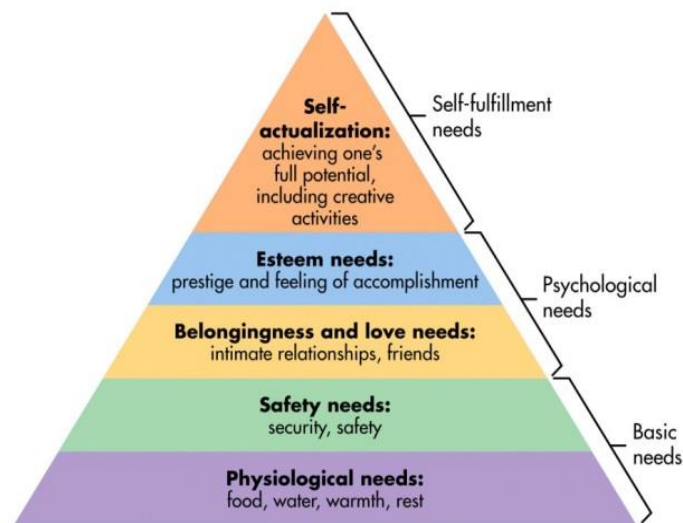 Self-
actualization:
achieving one's
full potential,
including creative
activities
Self-fulfillment
needs
Esteem needs:
prestige and feeling of accomplishment
Psychological
needs
Belongingness and love needs:
intimate relationships, friends
Safety needs:
security, safety
Basic
needs
Physiological needs:
food, water, warmth, rest